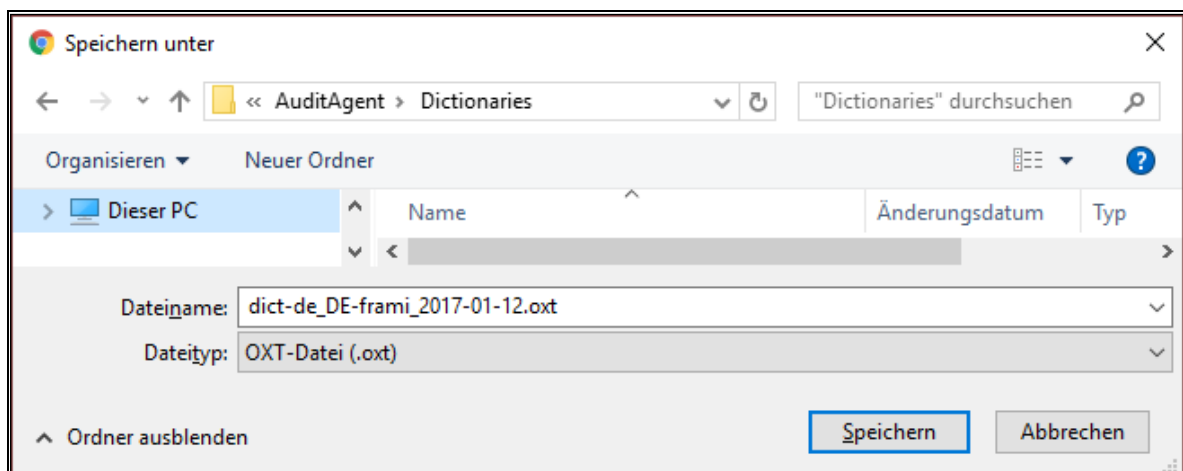 Speichern unter
« AuditAgent › Dictionaries "Dictionaries" durchsuchen
Organisieren Neuer Ordner ?
Dieser PC Name Änderungsdatum Typ
Dateiname: dict-de_DE-frami_2017-01-12.oxt
Dateityp: OXT-Datei (.oxt)
Ordner ausblenden Speichern Abbrechen